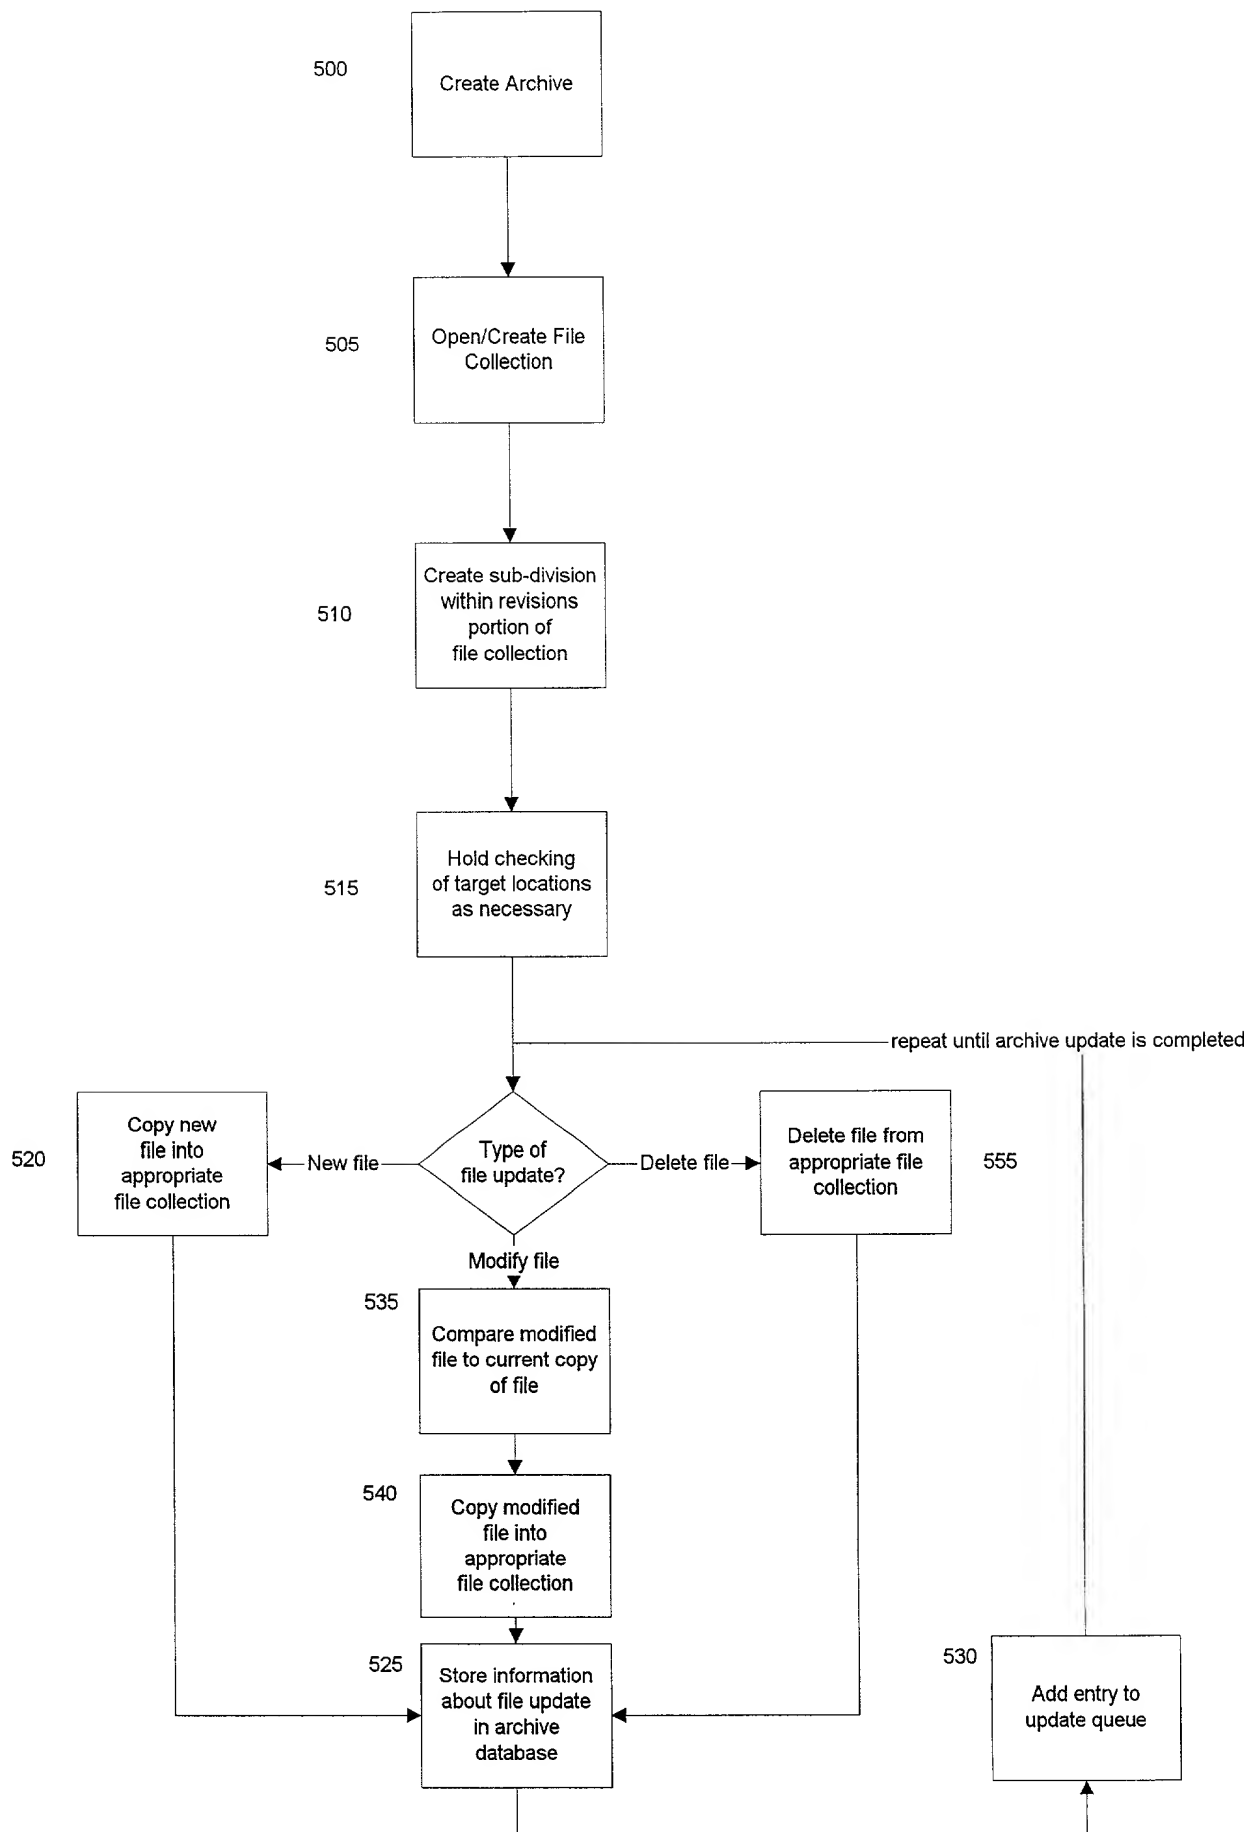 500
Create Archive
505
Open/Create File
Collection
510
Create sub-division
within revisions
portion of
file collection
515
Hold checking
of target locations
as necessary
repeat until archive update is completed
520
Copy new
file into
appropriate
file collection
New file
Type of
file update?
Delete file
Delete file from
appropriate file
collection
555
Modify file
535
Compare modified
file to current copy
of file
540
Copy modified
file into
appropriate
file collection
525
Store information
about file update
in archive
database
530
Add entry to
update queue